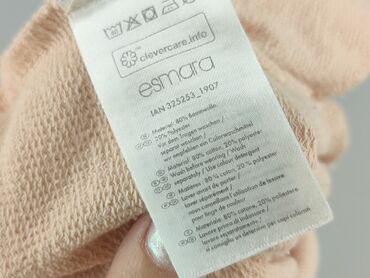 clevercare.info
esmara
IAN 325253_1907
Material: 80% Baumwolle,
20% Polyester
Vor dem Tragen waschen /
separat waschen /
wir empfehlen ein Colorwaschmittel
Material: 80% cotton, 20% polyester
Wash before wearing / Wash
separately / Use colour detergent
Matières: 80 % coton, 20 % polyester
Laver avant de porter /
laver séparément /
nous conseillons l'utilisation de lessive
pour linge de couleur
Materiale: 80% cotone, 20% poliestere
Lavare prima di indossare /
lavare separatamente /
si consiglia un detersivo per capi colorati